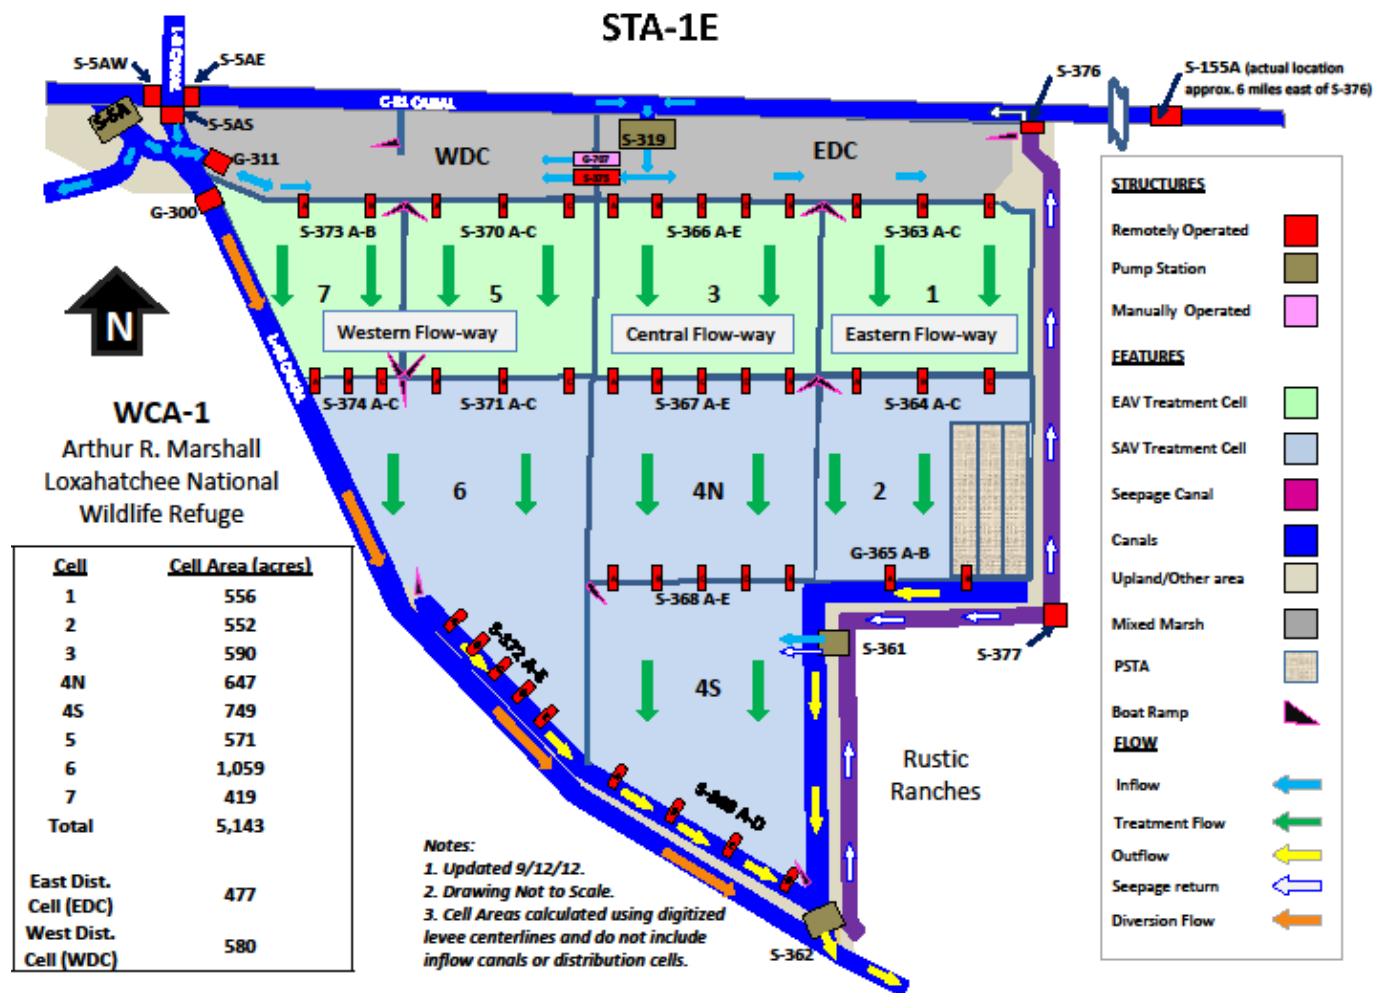 STA-1E
S-5AW
S-5AE
S-376
S-155A (actual location
approx. 6 miles east of S-376)
C-51 CANAL
S-5A
S-5AS
S-319
WDC
EDC
G-311
G-707
S-375
G-300
S-373 A-B
S-370 A-C
S-366 A-E
S-363 A-C
7
5
3
1
Western Flow-way
Central Flow-way
Eastern Flow-way
N
S-374 A-C
S-371 A-C
S-367 A-E
S-364 A-C
WCA-1
Arthur R. Marshall
Loxahatchee National
Wildlife Refuge
6
4N
2
G-365 A-B
S-368 A-E
S-372 A-E
S-361
S-377
4S
Rustic
Ranches
S-369 A-D
S-362
Cell Cell Area (acres)
1 556
2 552
3 590
4N 647
4S 749
5 571
6 1,059
7 419
Total 5,143
East Dist.
Cell (EDC) 477
West Dist.
Cell (WDC) 580
Notes:
1. Updated 9/12/12.
2. Drawing Not to Scale.
3. Cell Areas calculated using digitized
levee centerlines and do not include
inflow canals or distribution cells.
STRUCTURES
Remotely Operated
Pump Station
Manually Operated
FEATURES
EAV Treatment Cell
SAV Treatment Cell
Seepage Canal
Canals
Upland/Other area
Mixed Marsh
PSTA
Boat Ramp
FLOW
Inflow
Treatment Flow
Outflow
Seepage return
Diversion Flow